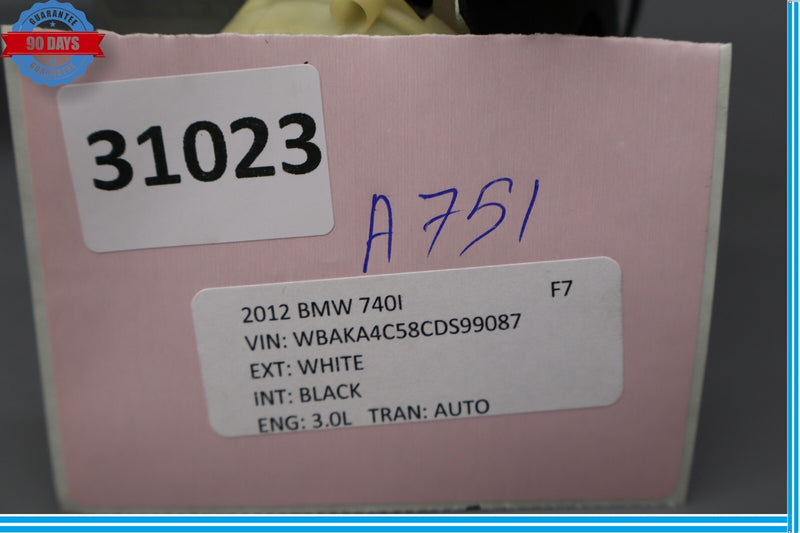 GUARANTEE
90 DAYS
GUARANTEE
31023
A751
2012 BMW 740I F7
VIN: WBAKA4C58CDS99087
EXT: WHITE
INT: BLACK
ENG: 3.0L TRAN: AUTO